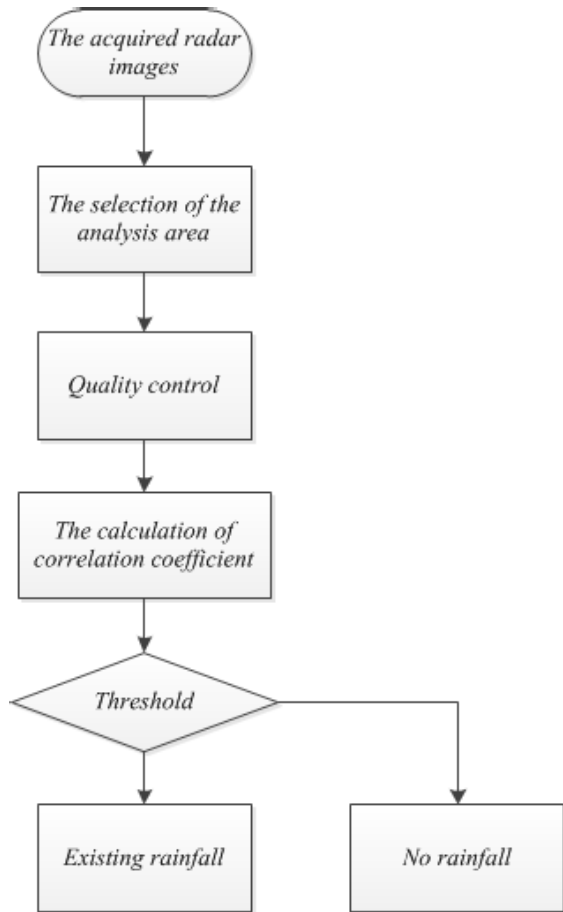 The acquired radar
images
The selection of the
analysis area
Quality control
The calculation of
correlation coefficient
Threshold
Existing rainfall
No rainfall